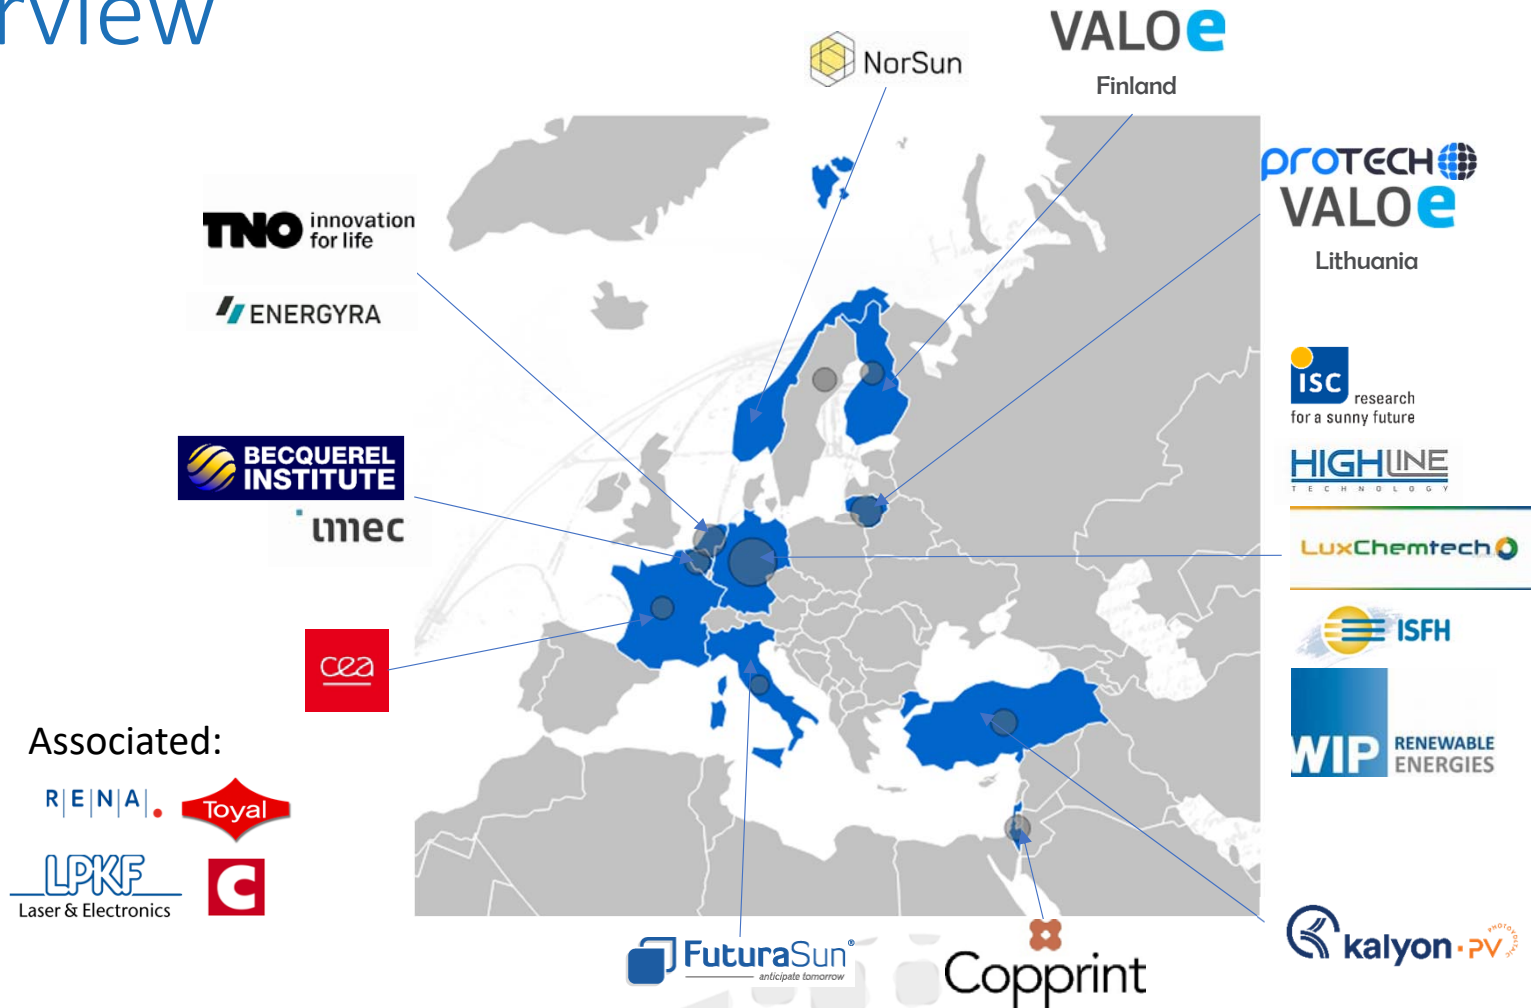 rview
NorSun
VALOe
Finland
PROTECH
VALOe
Lithuania
TNO innovation
for life
ENERGYRA
ISC research
for a sunny future
BECQUEREL
INSTITUTE
imec
HIGHLINE
TECHNOLOGY
LuxChemtech
ISFH
cea
WIP RENEWABLE
ENERGIES
Associated:
R|E|N|A|.
Toyal
LPKF
Laser & Electronics
C
FuturaSun®
anticipate tomorrow
Copprint
kalyon·PV
PHOTOVOLTAIC